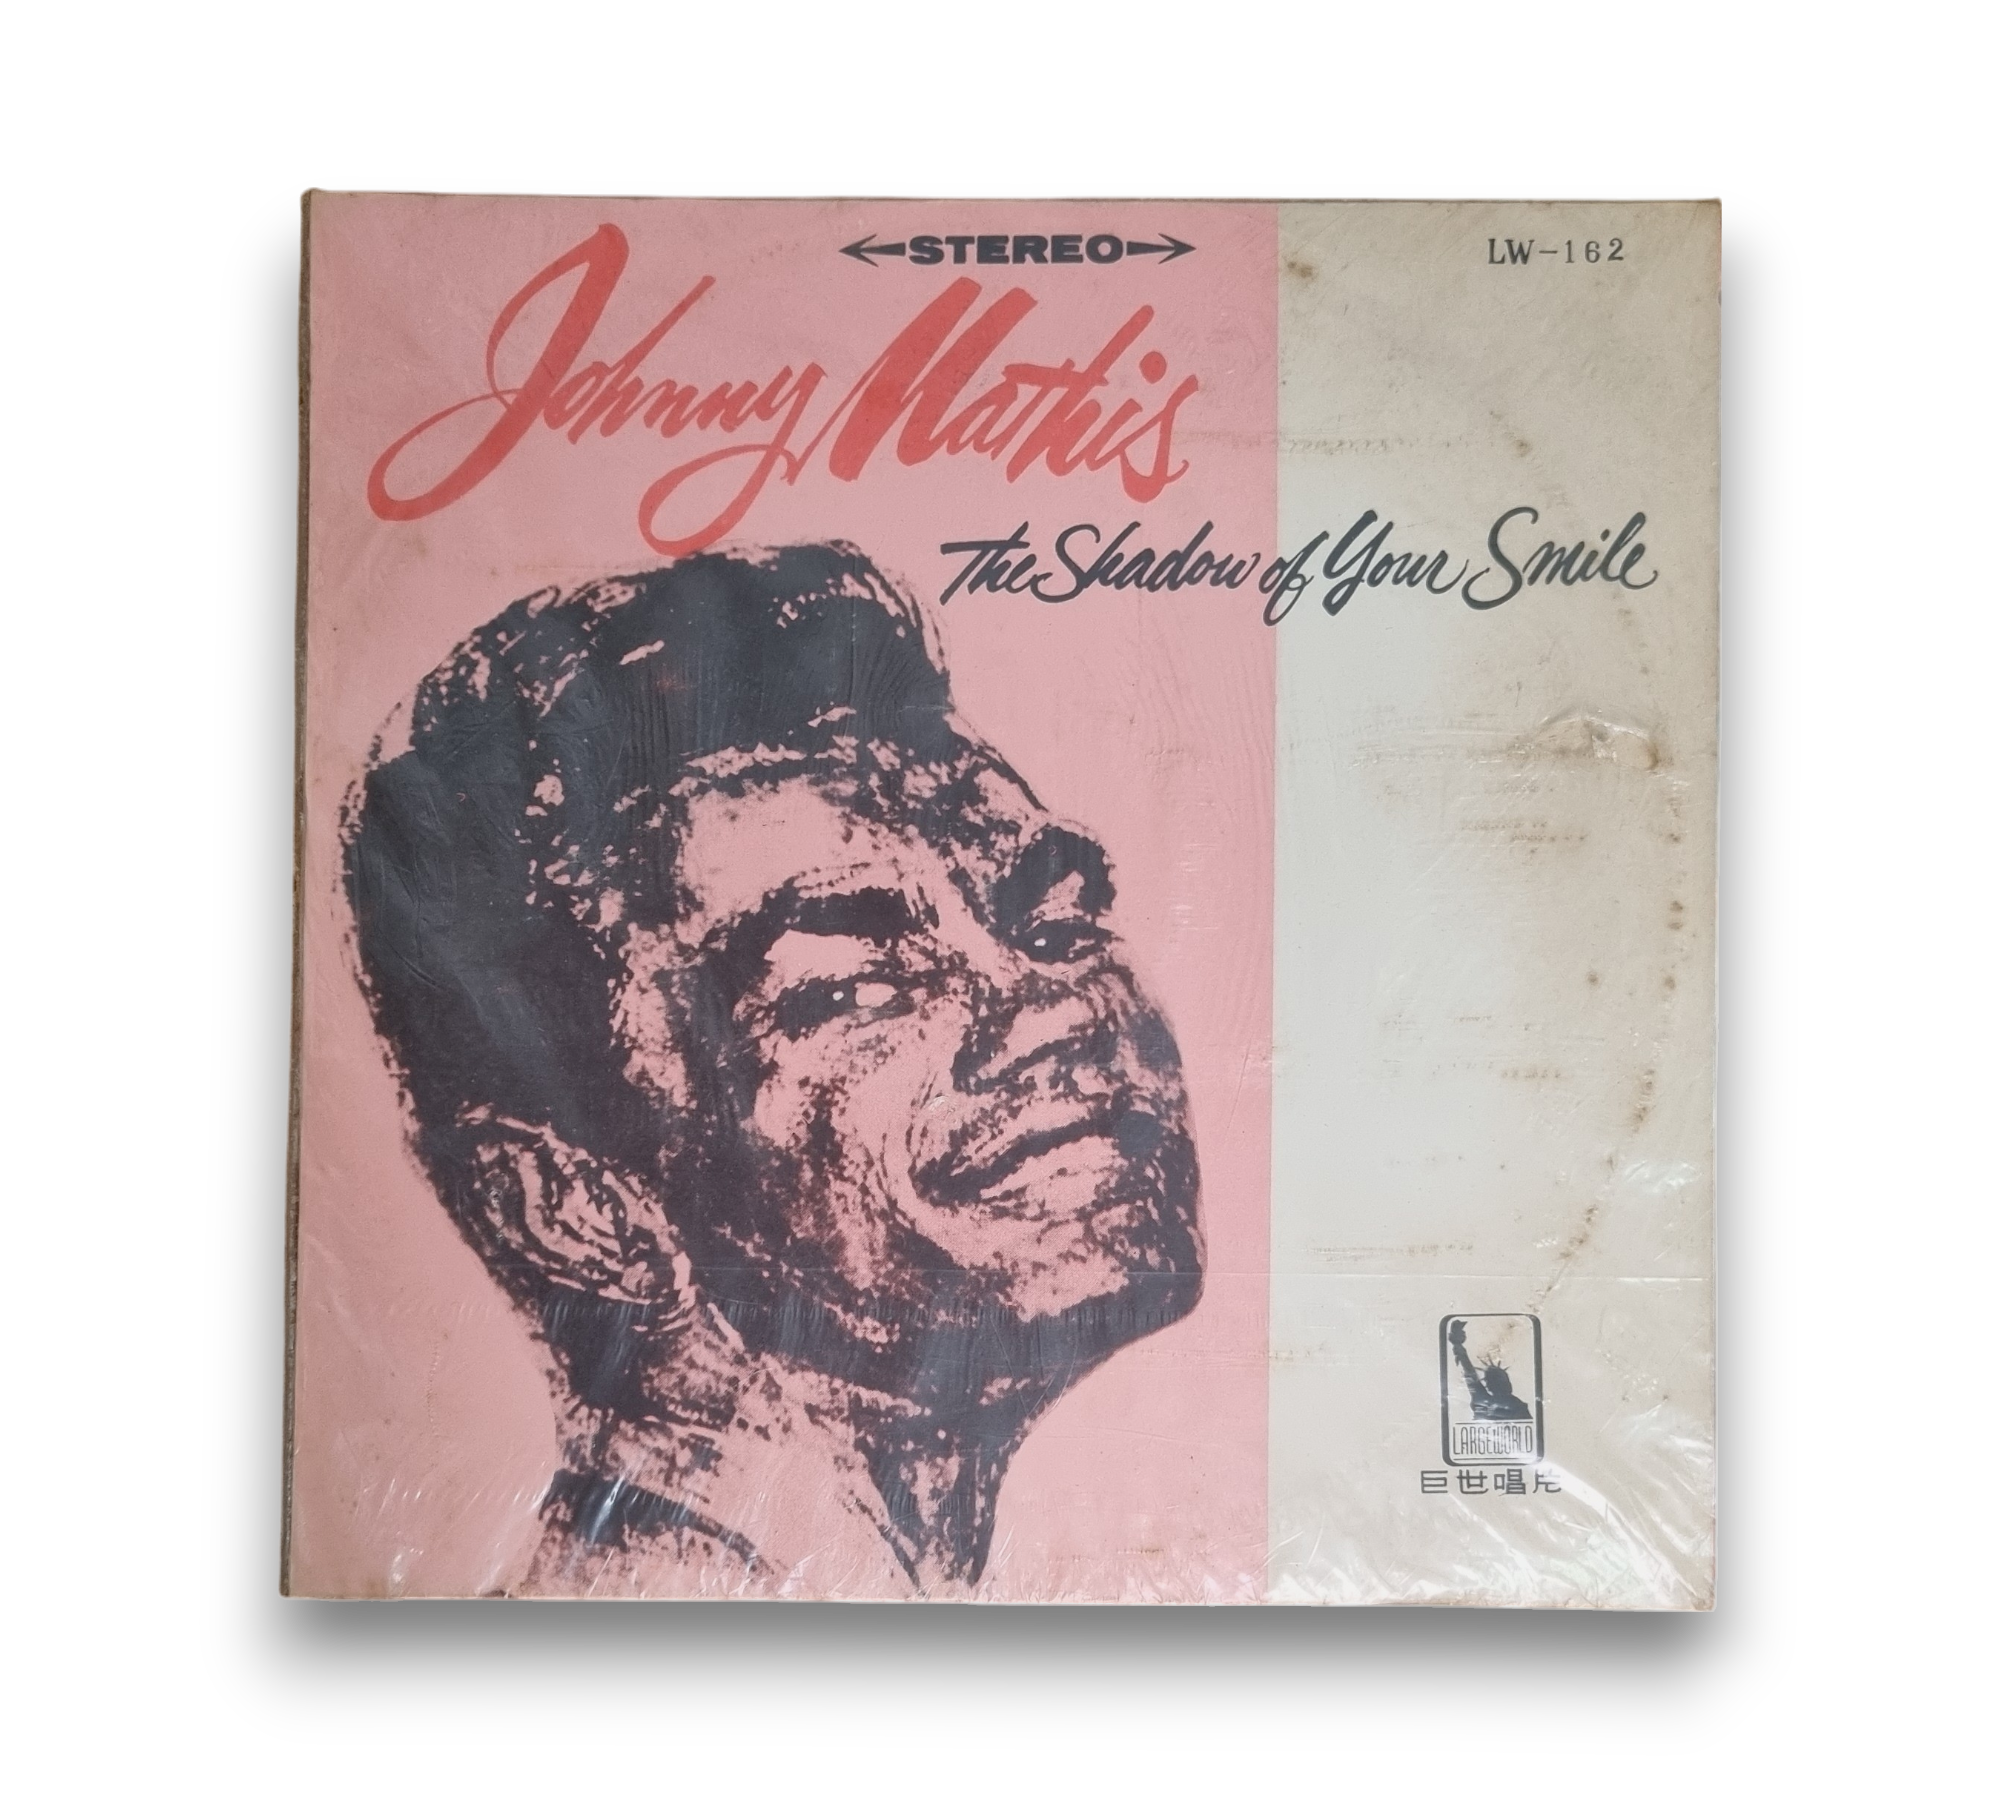 STEREO
LW-162
Johnny Mathis
The Shadow of Your Smile
LARGEWORLD
巨世唱片